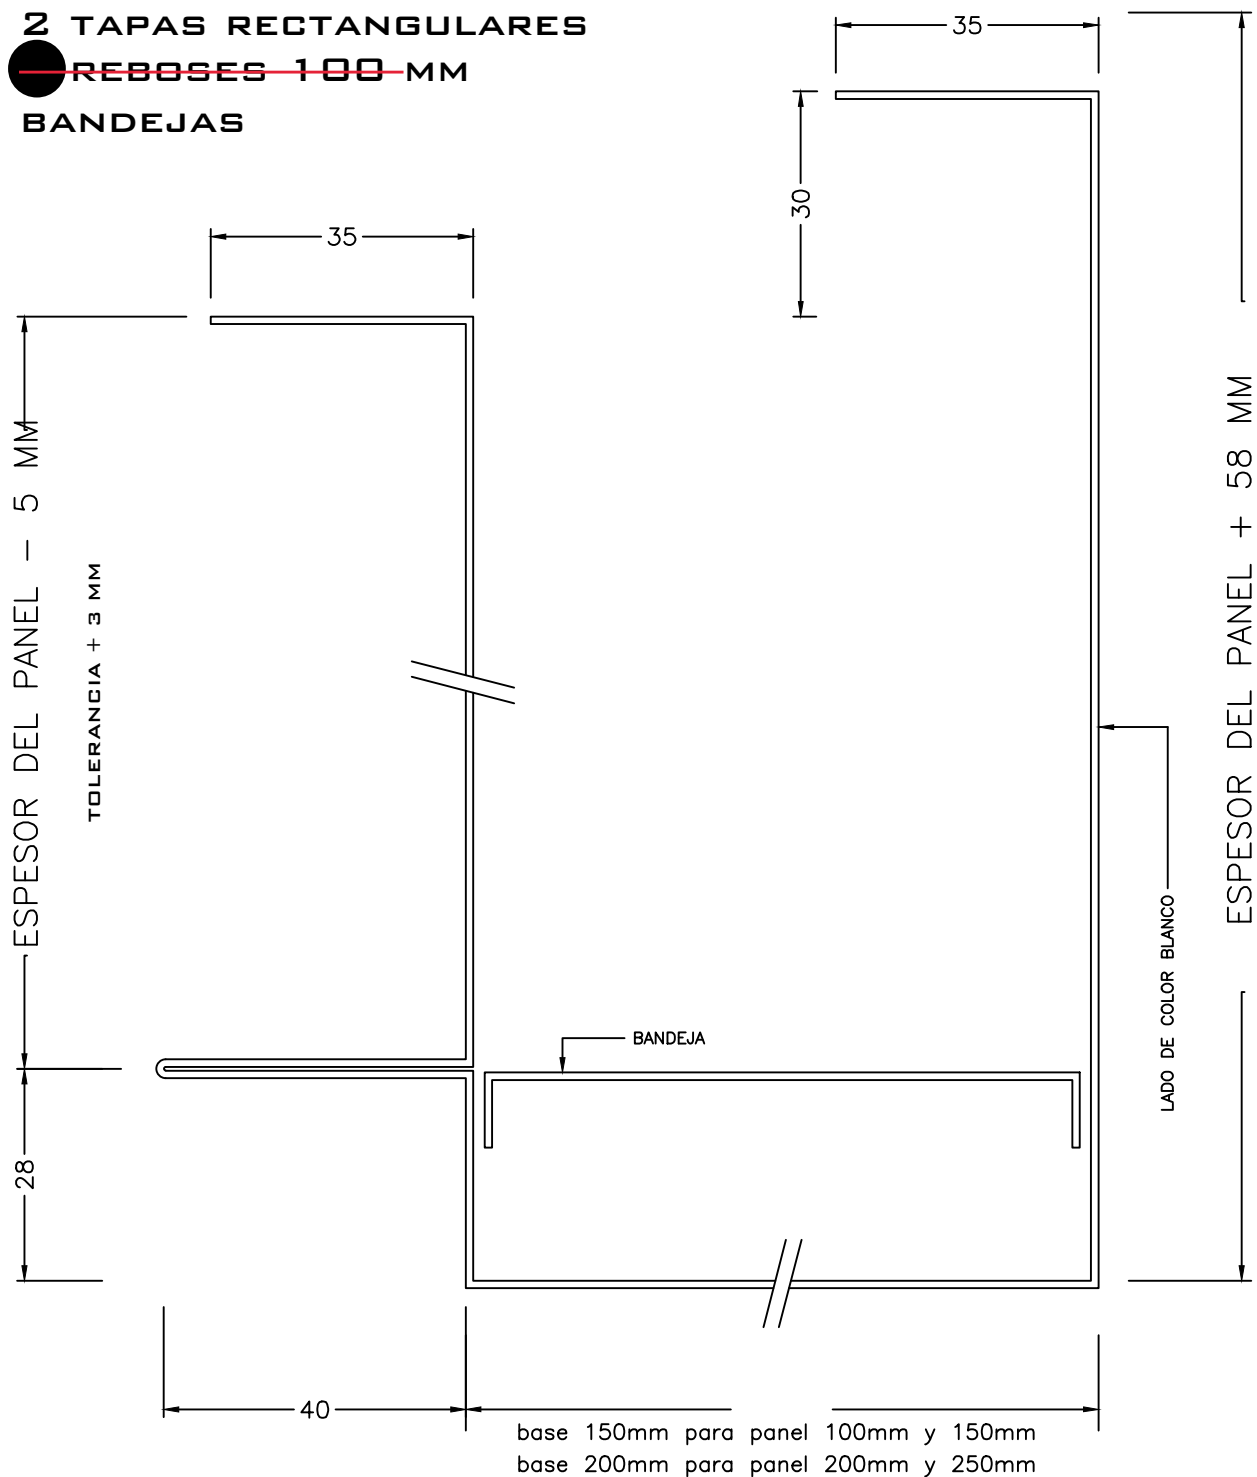 2 TAPAS RECTANGULARES
REBOSES 100 MM
BANDEJAS
35
30
35
ESPESOR DEL PANEL - 5 MM
TOLERANCIA + 3 MM
ESPESOR DEL PANEL + 58 MM
LADO DE COLOR BLANCO
BANDEJA
28
40
base 150mm para panel 100mm y 150mm
base 200mm para panel 200mm y 250mm